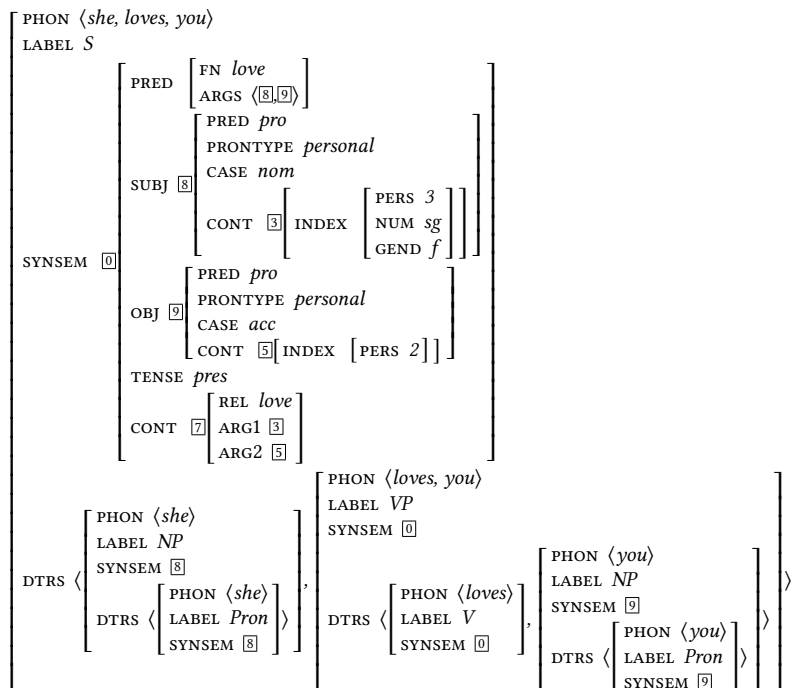 PHON ⟨she, loves, you⟩
LABEL S
PRED [FN love
ARGS ⟨8,9⟩]
SUBJ 8 [PRED pro
PRONTYPE personal
CASE nom
CONT 3 [INDEX [PERS 3
NUM sg
GEND f]]]
SYNSEM 0
OBJ 9 [PRED pro
PRONTYPE personal
CASE acc
CONT 5 [INDEX [PERS 2]]]
TENSE pres
CONT 7 [REL love
ARG1 3
ARG2 5]
DTRS ⟨[PHON ⟨she⟩
LABEL NP
SYNSEM 8
DTRS ⟨[PHON ⟨she⟩
LABEL Pron
SYNSEM 8]⟩],
[PHON ⟨loves, you⟩
LABEL VP
SYNSEM 0
DTRS ⟨[PHON ⟨loves⟩
LABEL V
SYNSEM 0],
[PHON ⟨you⟩
LABEL NP
SYNSEM 9
DTRS ⟨[PHON ⟨you⟩
LABEL Pron
SYNSEM 9]⟩]⟩]⟩